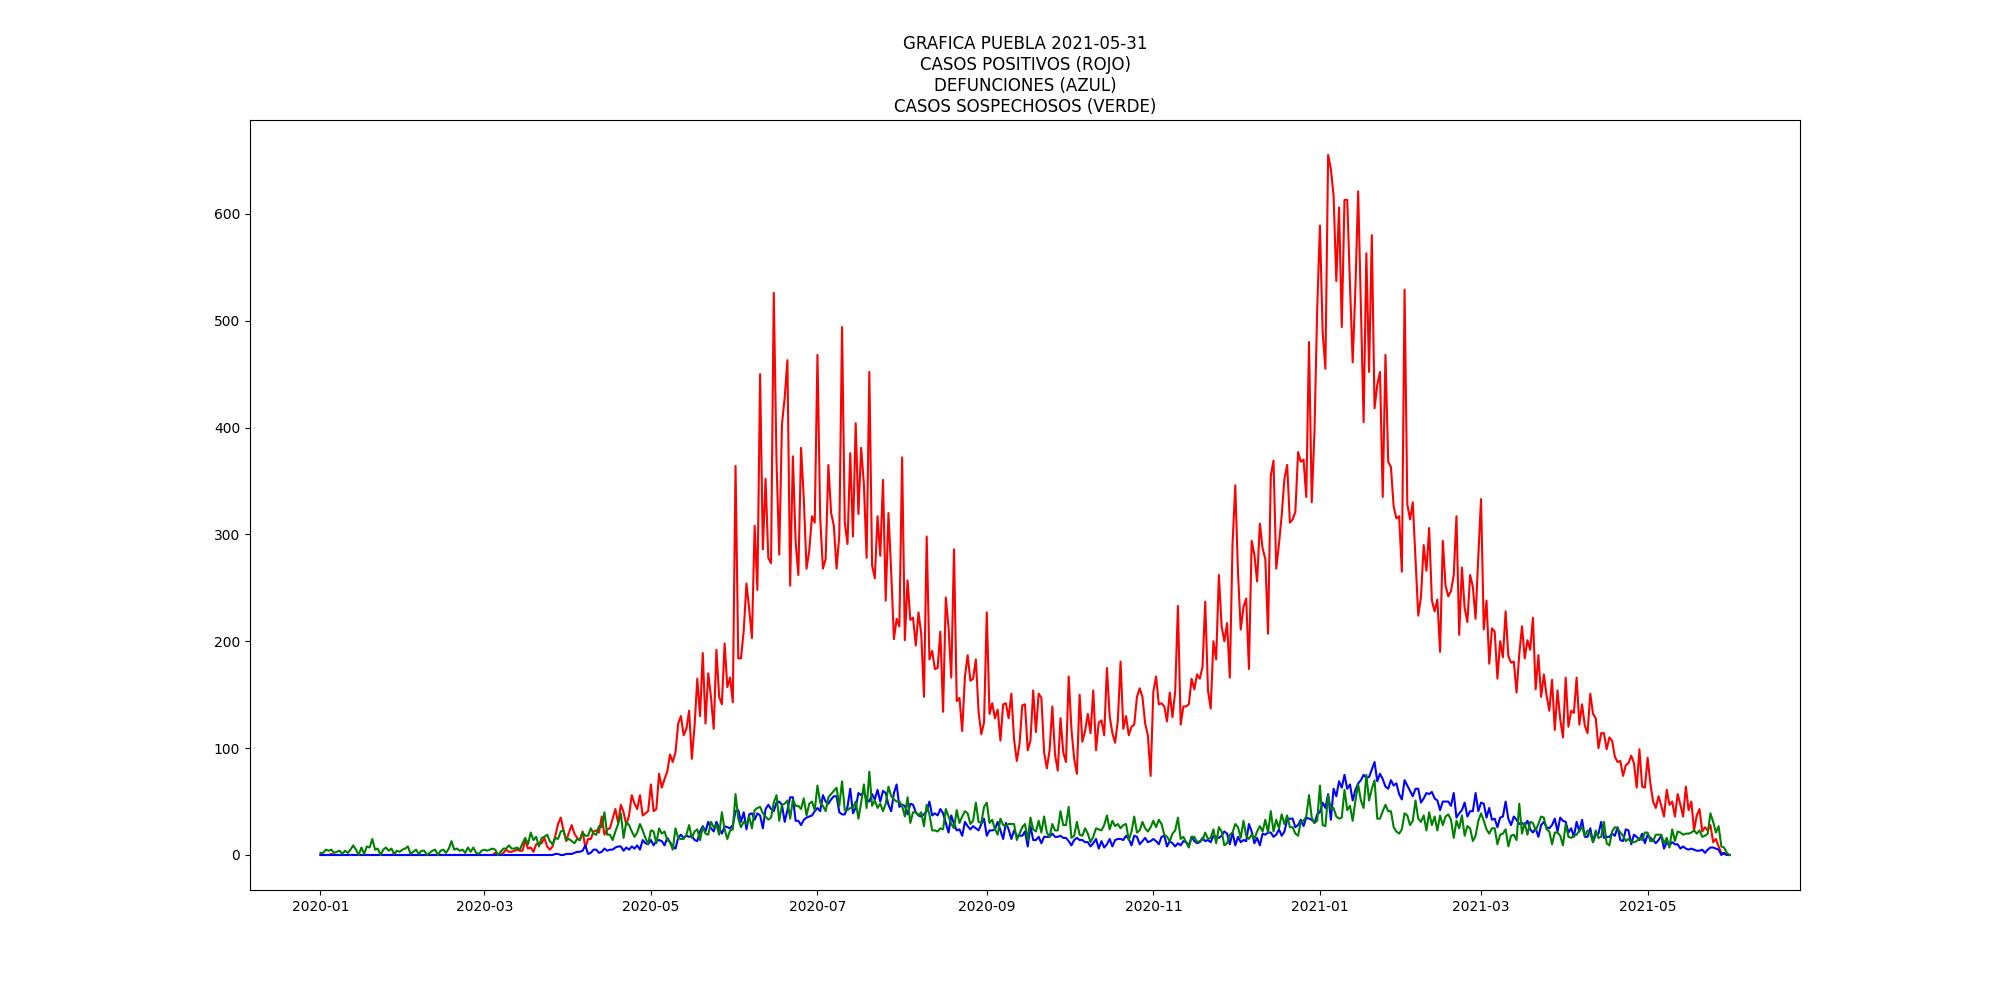 GRAFICA PUEBLA 2021-05-31
CASOS POSITIVOS (ROJO)
DEFUNCIONES (AZUL)
CASOS SOSPECHOSOS (VERDE)
600
500
400
300
200
100
0
2020-01 2020-03 2020-05 2020-07 2020-09 2020-11 2021-01 2021-03 2021-05